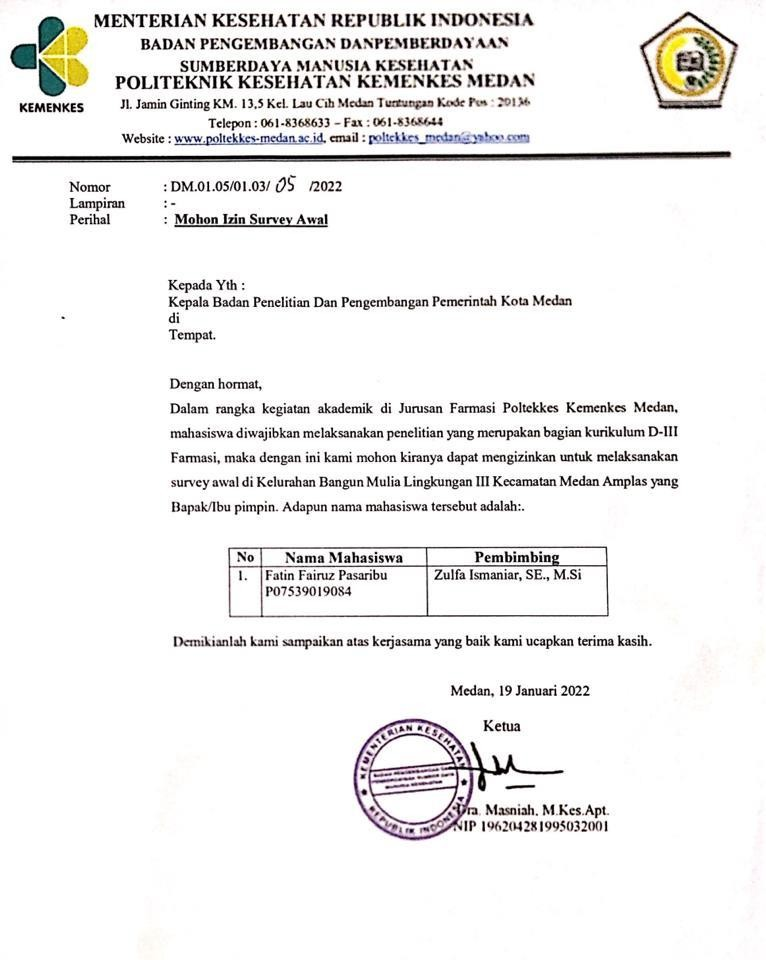 MENTERIAN KESEHATAN REPUBLIK INDONESIA
BADAN PENGEMBANGAN DANPEMBERDAYAAN
SUMBERDAYA MANUSIA KESEHATAN
POLITEKNIK KESEHATAN KEMENKES MEDAN
KEMENKES
Jl. Jamin Ginting KM. 13,5 Kel. Lau Cih Medan Tuntungan Kode Pos : 20136
Telepon : 061-8368633 – Fax : 061-8368644
Website : www.poltekkes-medan.ac.id, email : poltekkes_medan@yahoo.com
Nomor : DM.01.05/01.03/ 05 /2022
Lampiran : -
Perihal : Mohon Izin Survey Awal
Kepada Yth :
Kepala Badan Penelitian Dan Pengembangan Pemerintah Kota Medan
di
Tempat.
Dengan hormat,
Dalam rangka kegiatan akademik di Jurusan Farmasi Poltekkes Kemenkes Medan,
mahasiswa diwajibkan melaksanakan penelitian yang merupakan bagian kurikulum D-III
Farmasi, maka dengan ini kami mohon kiranya dapat mengizinkan untuk melaksanakan
survey awal di Kelurahan Bangun Mulia Lingkungan III Kecamatan Medan Amplas yang
Bapak/Ibu pimpin. Adapun nama mahasiswa tersebut adalah:.
No Nama Mahasiswa Pembimbing
1. Fatin Fairuz Pasaribu Zulfa Ismaniar, SE., M.Si
P07539019084
Demikianlah kami sampaikan atas kerjasama yang baik kami ucapkan terima kasih.
Medan, 19 Januari 2022
Ketua
KEMENTERIAN KESEHATAN
REPUBLIK INDONESIA
Dra. Masniah, M.Kes.Apt.
NIP 196204281995032001